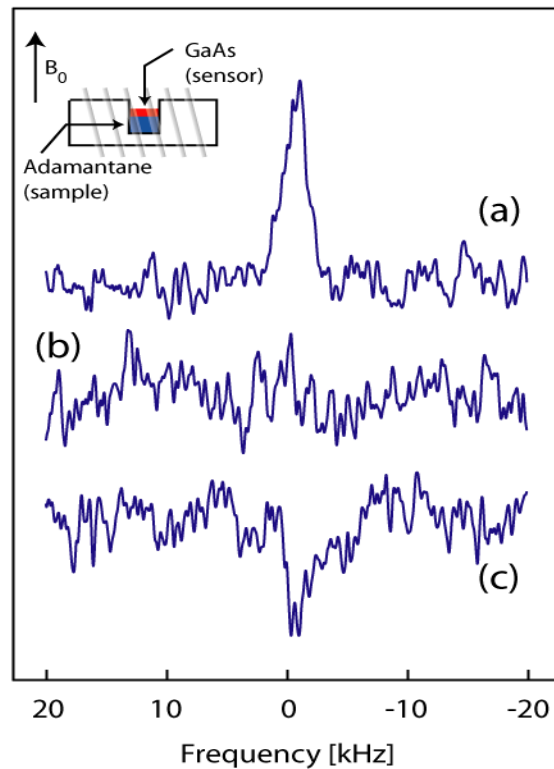 GaAs
(sensor)
B0
Adamantane
(sample)
(a)
(b)
(c)
20 10 0 -10 -20
Frequency [kHz]